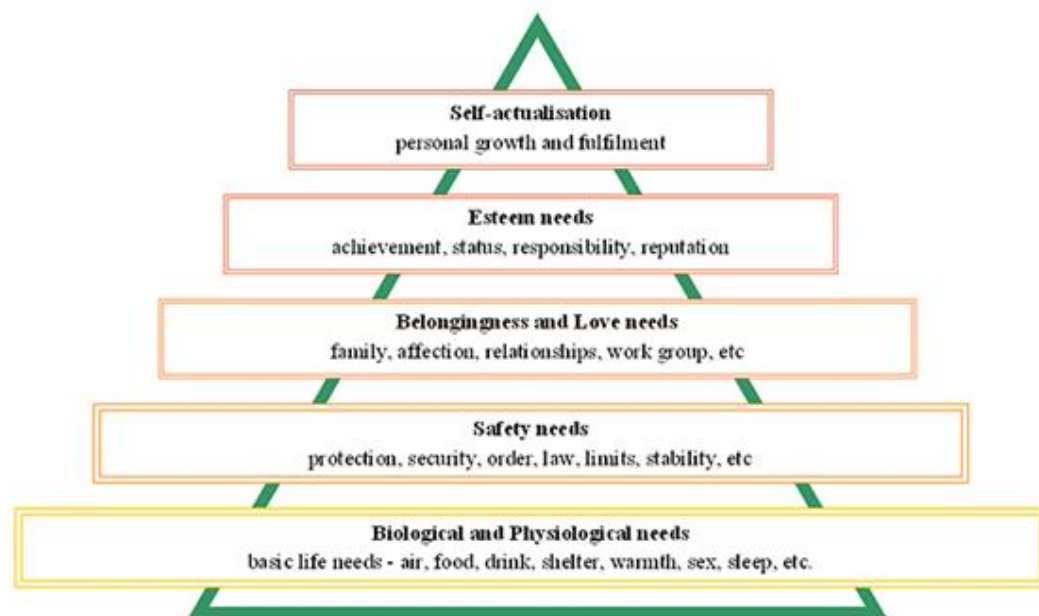 Self-actualisation
personal growth and fulfilment
Esteem needs
achievement, status, responsibility, reputation
Belongingness and Love needs
family, affection, relationships, work group, etc
Safety needs
protection, security, order, law, limits, stability, etc
Biological and Physiological needs
basic life needs - air, food, drink, shelter, warmth, sex, sleep, etc.